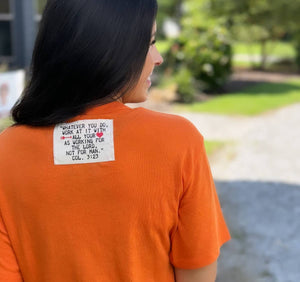 "WHATEVER YOU DO,
WORK AT IT WITH
ALL YOUR
AS WORKING FOR
THE LORD,
NOT FOR MAN."
COL. 3:23